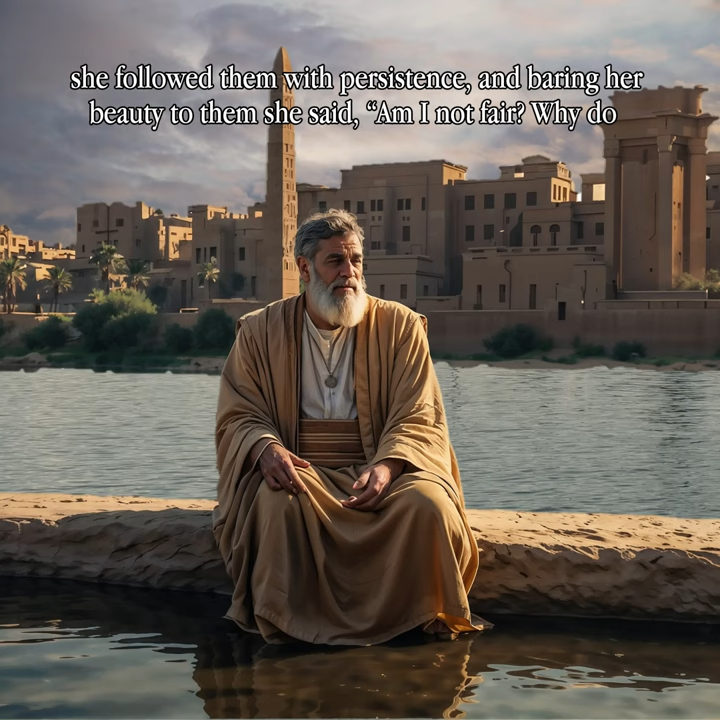 she followed them with persistence, and baring her
beauty to them she said, “Am I not fair? Why do